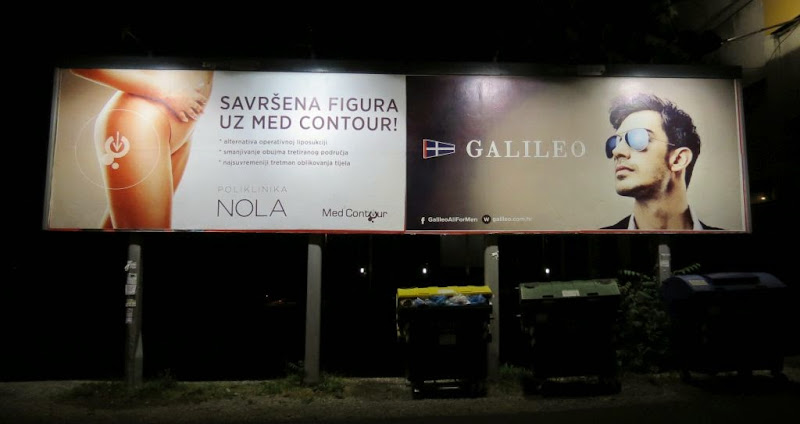 SAVRŠENA FIGURA
UZ MED CONTOUR!
* alternativa operativnoj liposukciji
* smanjivanje obujma tretiranog područja
* najsuvremeniji tretman oblikovanja tijela
POLIKLINIKA
NOLA
Med Contour
GALILEO
f GalileoAllForMen W galileo.com.hr